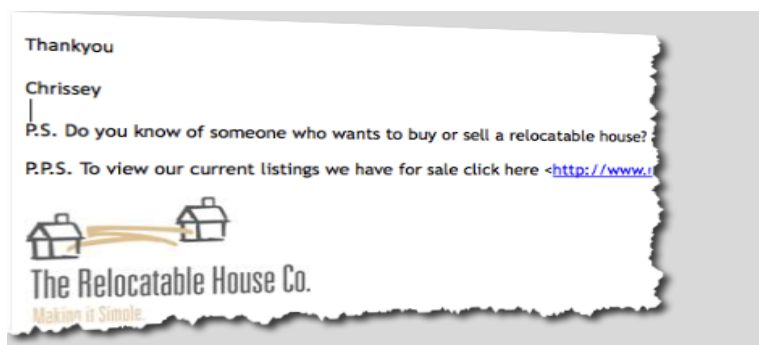 Thankyou
Chrissey
P.S. Do you know of someone who wants to buy or sell a relocatable house?
P.P.S. To view our current listings we have for sale click here <http://www.
The Relocatable House Co.
Making it Simple.